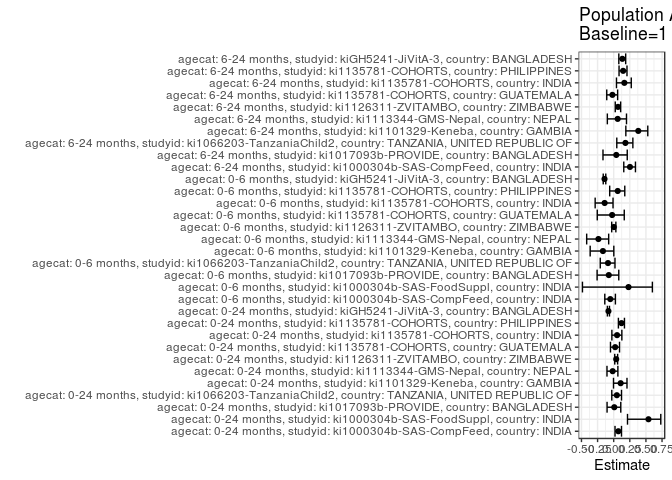 Population A
Baseline=1
agecat: 6-24 months, studyid: kiGH5241-JiVitA-3, country: BANGLADESH
agecat: 6-24 months, studyid: ki1135781-COHORTS, country: PHILIPPINES
agecat: 6-24 months, studyid: ki1135781-COHORTS, country: INDIA
agecat: 6-24 months, studyid: ki1135781-COHORTS, country: GUATEMALA
agecat: 6-24 months, studyid: ki1126311-ZVITAMBO, country: ZIMBABWE
agecat: 6-24 months, studyid: ki1113344-GMS-Nepal, country: NEPAL
agecat: 6-24 months, studyid: ki1101329-Keneba, country: GAMBIA
agecat: 6-24 months, studyid: ki1066203-TanzaniaChild2, country: TANZANIA, UNITED REPUBLIC OF
agecat: 6-24 months, studyid: ki1017093b-PROVIDE, country: BANGLADESH
agecat: 6-24 months, studyid: ki1000304b-SAS-CompFeed, country: INDIA
agecat: 0-6 months, studyid: kiGH5241-JiVitA-3, country: BANGLADESH
agecat: 0-6 months, studyid: ki1135781-COHORTS, country: PHILIPPINES
agecat: 0-6 months, studyid: ki1135781-COHORTS, country: INDIA
agecat: 0-6 months, studyid: ki1135781-COHORTS, country: GUATEMALA
agecat: 0-6 months, studyid: ki1126311-ZVITAMBO, country: ZIMBABWE
agecat: 0-6 months, studyid: ki1113344-GMS-Nepal, country: NEPAL
agecat: 0-6 months, studyid: ki1101329-Keneba, country: GAMBIA
agecat: 0-6 months, studyid: ki1066203-TanzaniaChild2, country: TANZANIA, UNITED REPUBLIC OF
agecat: 0-6 months, studyid: ki1017093b-PROVIDE, country: BANGLADESH
agecat: 0-6 months, studyid: ki1000304b-SAS-FoodSuppl, country: INDIA
agecat: 0-6 months, studyid: ki1000304b-SAS-CompFeed, country: INDIA
agecat: 0-24 months, studyid: kiGH5241-JiVitA-3, country: BANGLADESH
agecat: 0-24 months, studyid: ki1135781-COHORTS, country: PHILIPPINES
agecat: 0-24 months, studyid: ki1135781-COHORTS, country: INDIA
agecat: 0-24 months, studyid: ki1135781-COHORTS, country: GUATEMALA
agecat: 0-24 months, studyid: ki1126311-ZVITAMBO, country: ZIMBABWE
agecat: 0-24 months, studyid: ki1113344-GMS-Nepal, country: NEPAL
agecat: 0-24 months, studyid: ki1101329-Keneba, country: GAMBIA
agecat: 0-24 months, studyid: ki1066203-TanzaniaChild2, country: TANZANIA, UNITED REPUBLIC OF
agecat: 0-24 months, studyid: ki1017093b-PROVIDE, country: BANGLADESH
agecat: 0-24 months, studyid: ki1000304b-SAS-FoodSuppl, country: INDIA
agecat: 0-24 months, studyid: ki1000304b-SAS-CompFeed, country: INDIA
-0.50 -0.25 0.00 0.25 0.50 0.75
Estimate